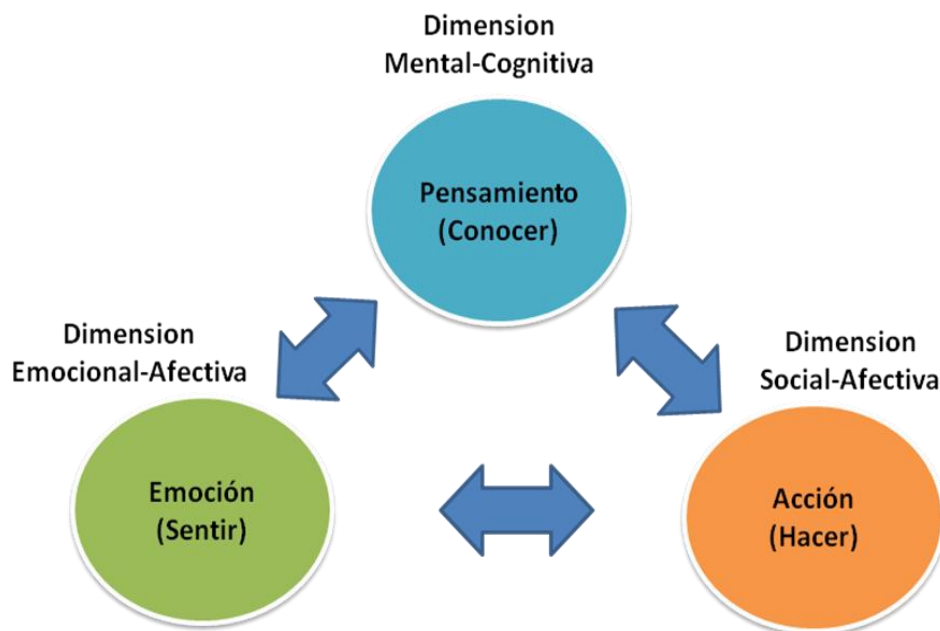 Dimension
Mental-Cognitiva
Pensamiento
(Conocer)
Dimension
Emocional-Afectiva
Dimension
Social-Afectiva
Emoción
(Sentir)
Acción
(Hacer)